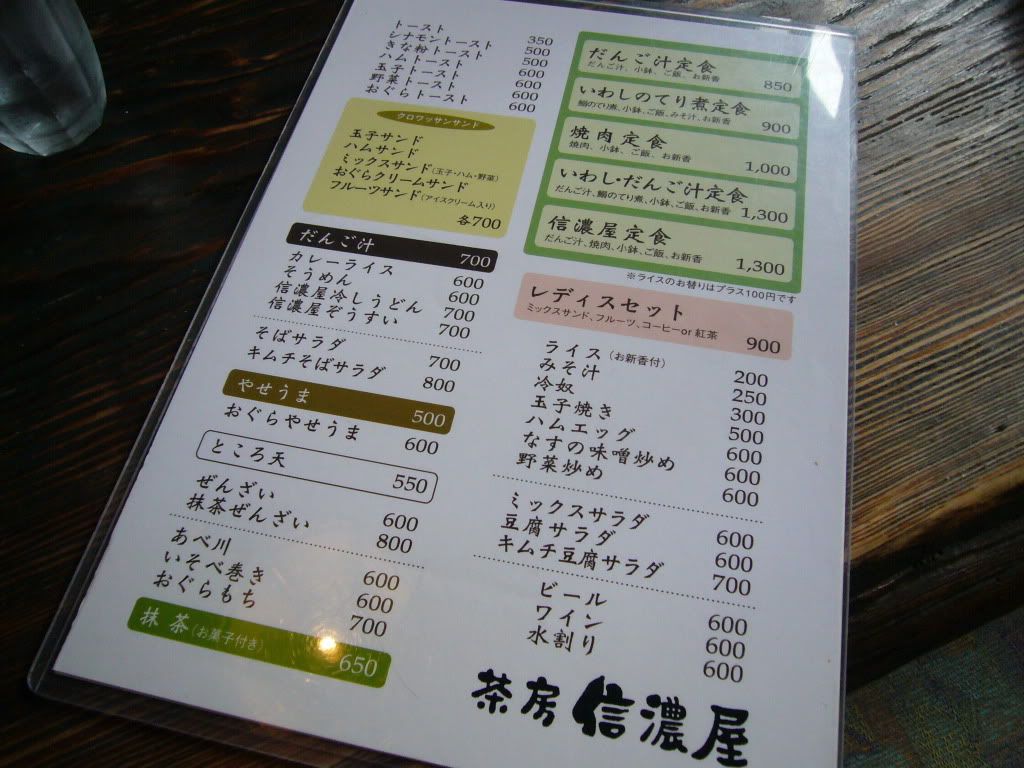 トースト 350
シナモントースト 500
きな粉トースト 500
ハムトースト 600
玉子トースト 600
野菜トースト 600
おぐらトースト 600
クロワッサンサンド
玉子サンド
ハムサンド
ミックスサンド(玉子・ハム・野菜)
おぐらクリームサンド
フルーツサンド(アイスクリーム入り)
各700
だんご汁 700
カレーライス 600
そうめん 600
信濃屋冷しうどん 700
信濃屋ぞうすい 700
そばサラダ 700
キムチそばサラダ 800
やせうま 500
おぐらやせうま 600
ところ天 550
ぜんざい 600
抹茶ぜんざい 800
あべ川 600
いそべ巻き 600
おぐらもち 700
抹茶(お菓子付き) 650
だんご汁定食
だんご汁、小鉢、ご飯、お新香 850
いわしのてり煮定食
鰯のてり煮、小鉢、ご飯、みそ汁、お新香 900
焼肉定食
焼肉、小鉢、ご飯、お新香 1,000
いわし・だんご汁定食
だんご汁、鰯のてり煮、小鉢、ご飯、お新香 1,300
信濃屋定食
だんご汁、焼肉、小鉢、ご飯、お新香 1,300
※ライスのお替りはプラス100円です
レディスセット
ミックスサンド、フルーツ、コーヒーor 紅茶 900
ライス(お新香付) 200
みそ汁 250
冷奴 300
玉子焼き 500
ハムエッグ 600
なすの味噌炒め 600
野菜炒め 600
ミックスサラダ 600
豆腐サラダ 600
キムチ豆腐サラダ 700
ビール 600
ワイン 600
水割り 600
茶房 信濃屋